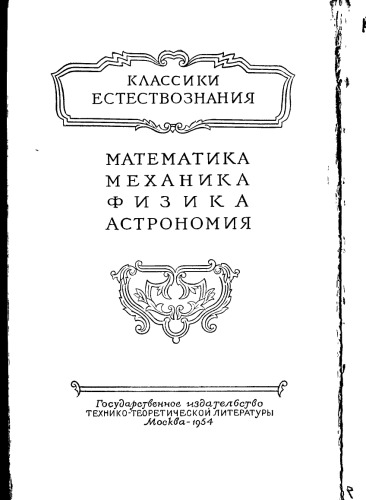 КЛАССИКИ
ЕСТЕСТВОЗНАНИЯ
МАТЕМАТИКА
МЕХАНИКА
ФИЗИКА
АСТРОНОМИЯ
Государственное издательство
ТЕХНИКО-ТЕОРЕТИЧЕСКОЙ ЛИТЕРАТУРЫ
Москва-1954